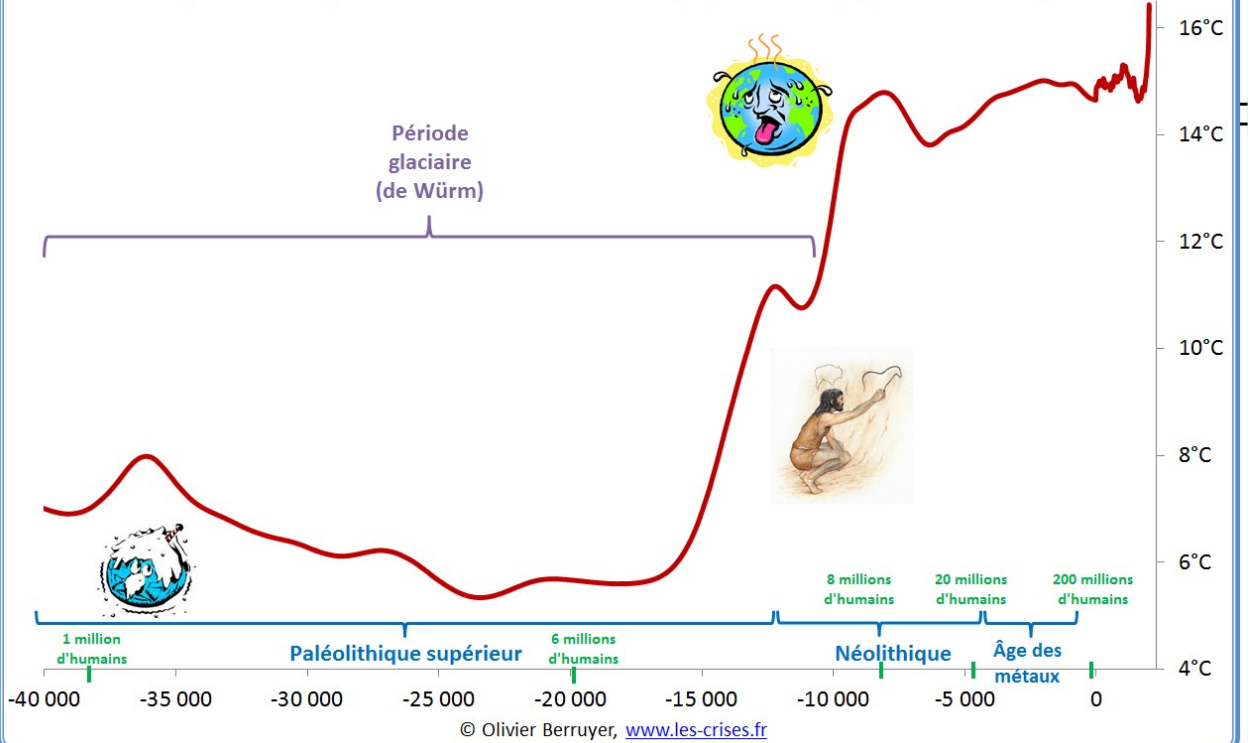 16°C
Période
glaciaire
(de Würm)
14°C
12°C
10°C
8°C
6°C
8 millions
d'humains
20 millions
d'humains
200 millions
d'humains
1 million
d'humains
Paléolithique supérieur
6 millions
d'humains
Néolithique
Âge des
métaux
4°C
-40 000 -35 000 -30 000 -25 000 -20 000 -15 000 -10 000 -5 000 0
© Olivier Berruyer, www.les-crises.fr